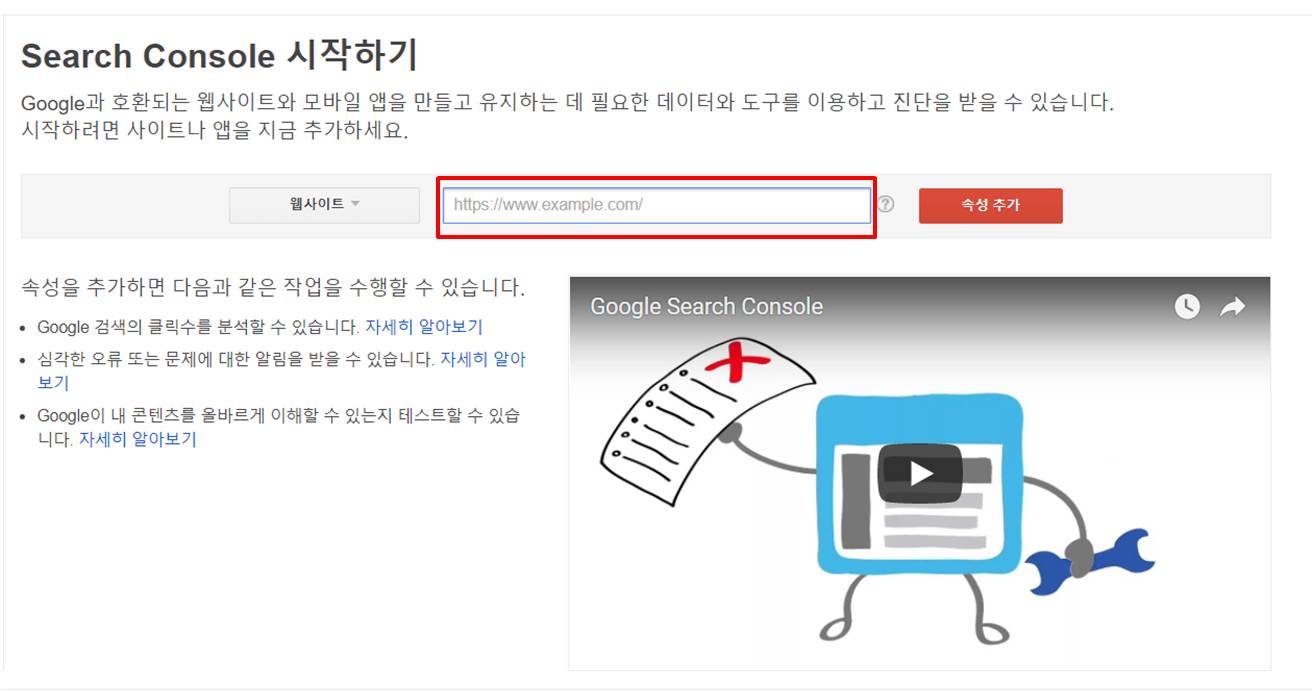 Search Console 시작하기
Google과 호환되는 웹사이트와 모바일 앱을 만들고 유지하는 데 필요한 데이터와 도구를 이용하고 진단을 받을 수 있습니다.
시작하려면 사이트나 앱을 지금 추가하세요.
웹사이트
https://www.example.com/
?
속성 추가
속성을 추가하면 다음과 같은 작업을 수행할 수 있습니다.
Google 검색의 클릭수를 분석할 수 있습니다. 자세히 알아보기
심각한 오류 또는 문제에 대한 알림을 받을 수 있습니다. 자세히 알아
보기
Google이 내 콘텐츠를 올바르게 이해할 수 있는지 테스트할 수 있습
니다. 자세히 알아보기
Google Search Console